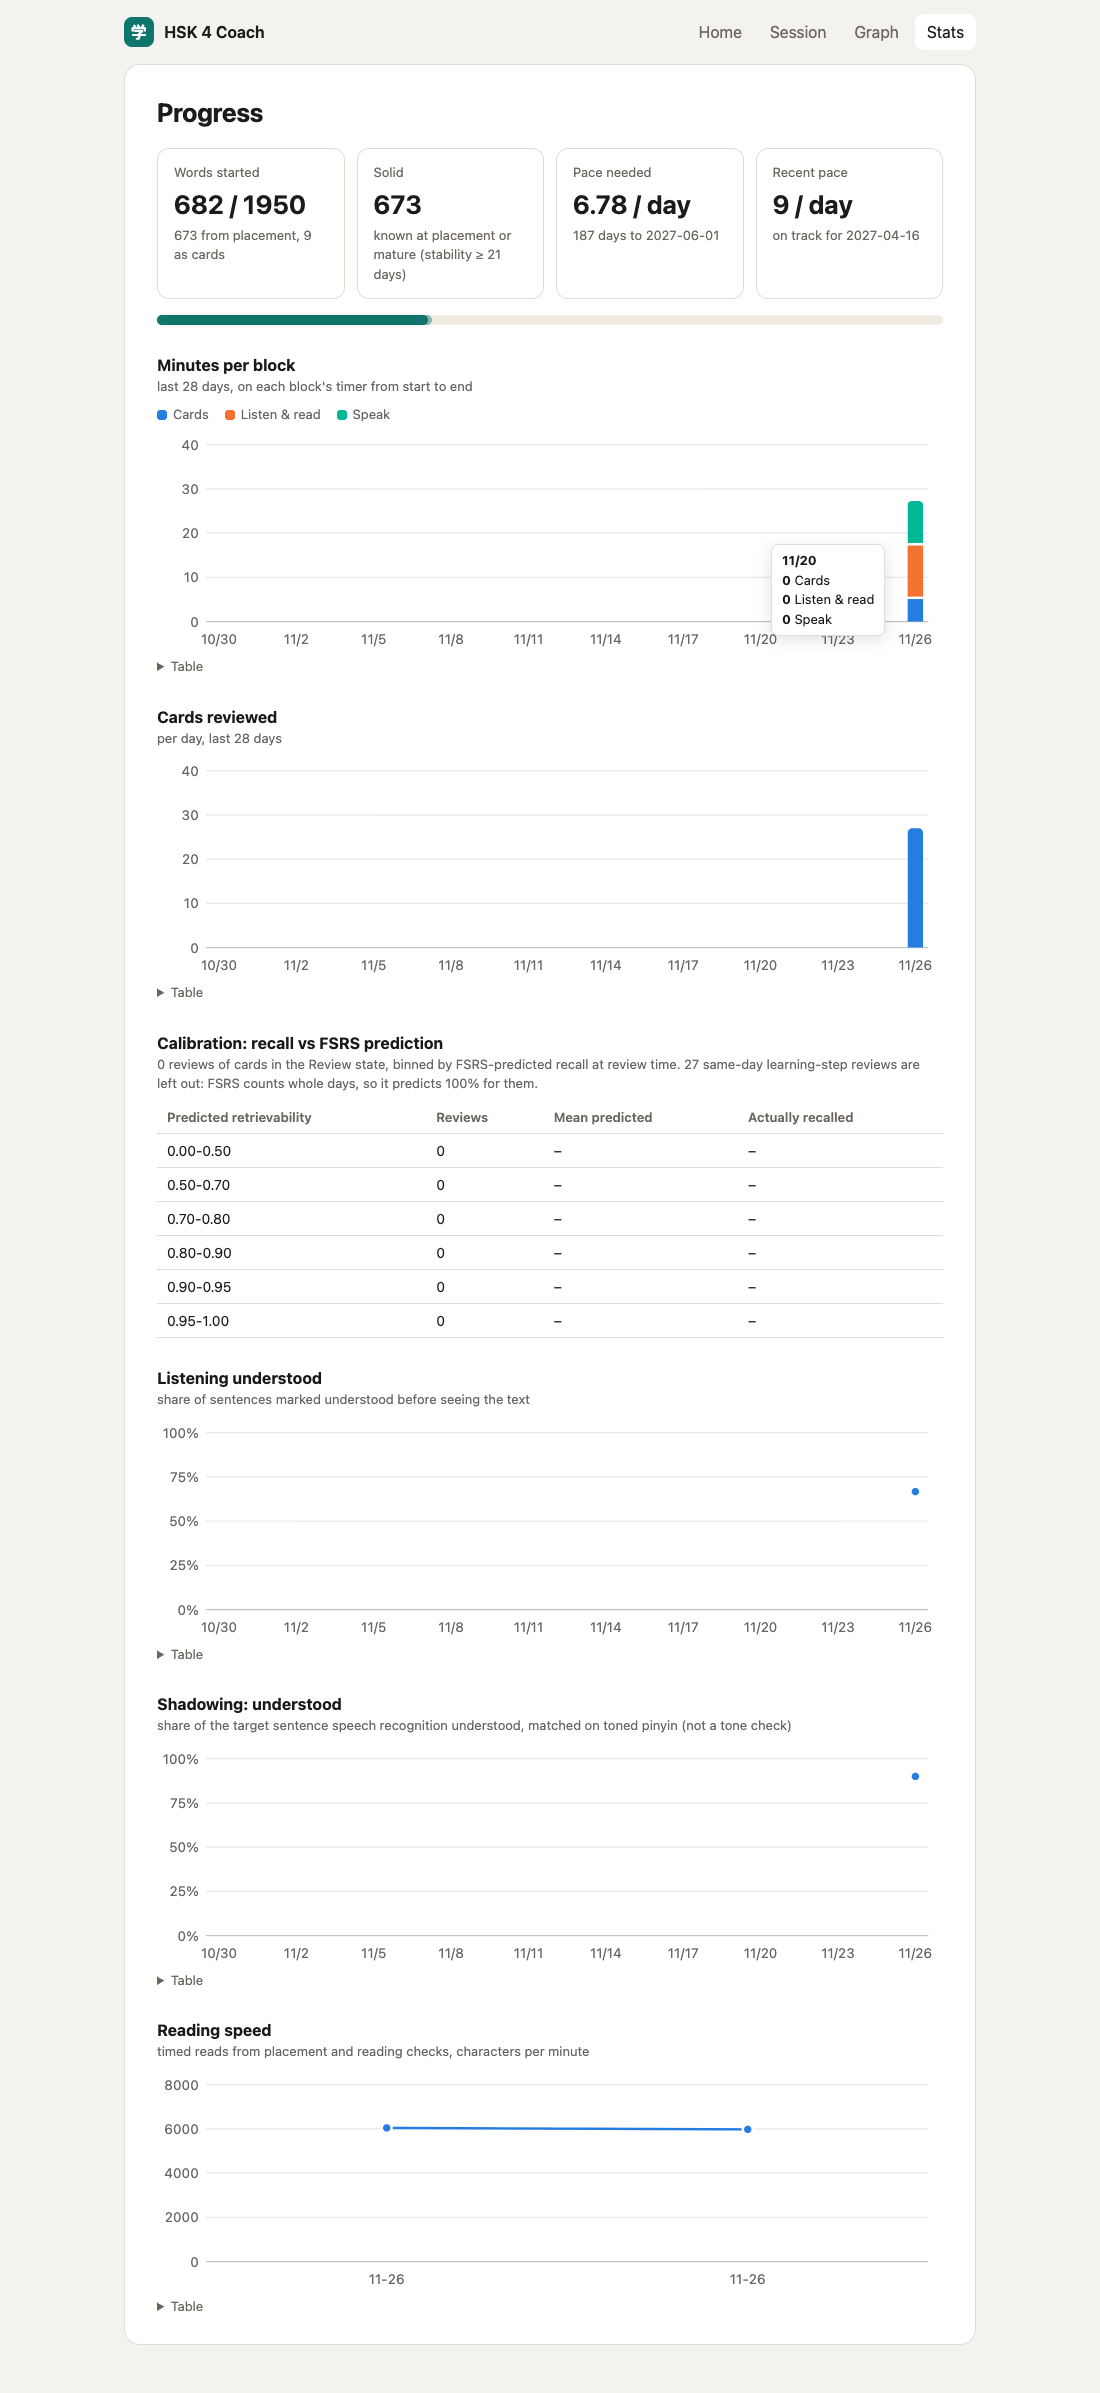 学 HSK 4 Coach Home Session Graph Stats
Progress
Words started
682 / 1950
673 from placement, 9
as cards
Solid
673
known at placement or
mature (stability ≥ 21
days)
Pace needed
6.78 / day
187 days to 2027-06-01
Recent pace
9 / day
on track for 2027-04-16
Minutes per block
last 28 days, on each block's timer from start to end
Cards Listen & read Speak
40
30
20
10
0
11/20
0 Cards
0 Listen & read
0 Speak
10/30 11/2 11/5 11/8 11/11 11/14 11/17 11/20 11/23 11/26
Table
Cards reviewed
per day, last 28 days
40
30
20
10
0
10/30 11/2 11/5 11/8 11/11 11/14 11/17 11/20 11/23 11/26
Table
Calibration: recall vs FSRS prediction
0 reviews of cards in the Review state, binned by FSRS-predicted recall at review time. 27 same-day learning-step reviews are
left out: FSRS counts whole days, so it predicts 100% for them.
Predicted retrievability Reviews Mean predicted Actually recalled
0.00-0.50 0 – –
0.50-0.70 0 – –
0.70-0.80 0 – –
0.80-0.90 0 – –
0.90-0.95 0 – –
0.95-1.00 0 – –
Listening understood
share of sentences marked understood before seeing the text
100%
75%
50%
25%
0%
10/30 11/2 11/5 11/8 11/11 11/14 11/17 11/20 11/23 11/26
Table
Shadowing: understood
share of the target sentence speech recognition understood, matched on toned pinyin (not a tone check)
100%
75%
50%
25%
0%
10/30 11/2 11/5 11/8 11/11 11/14 11/17 11/20 11/23 11/26
Table
Reading speed
timed reads from placement and reading checks, characters per minute
8000
6000
4000
2000
0
11-26 11-26
Table